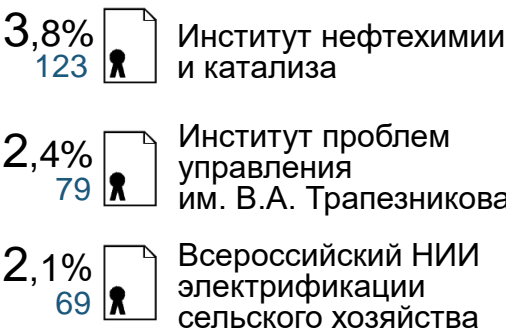 3,8%
123
Институт нефтехимии
и катализа
2,4%
79
Институт проблем
управления
им. В.А. Трапезникова
2,1%
69
Всероссийский НИИ
электрификации
сельского хозяйства